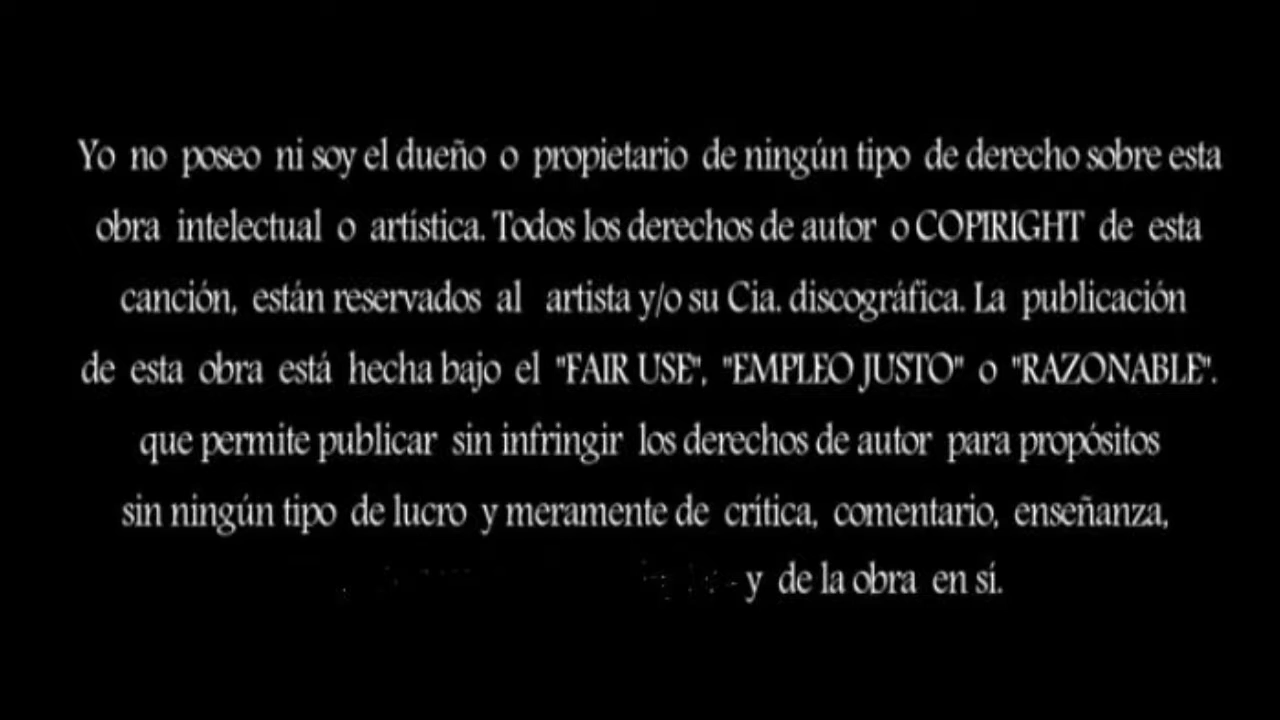 Yo no poseo ni soy el dueño o propietario de ningún tipo de derecho sobre esta
obra intelectual o artística. Todos los derechos de autor o COPIRIGHT de esta
canción, están reservados al artista y/o su Cia. discográfica. La publicación
de esta obra está hecha bajo el "FAIR USE", "EMPLEO JUSTO" o "RAZONABLE".
que permite publicar sin infringir los derechos de autor para propósitos
sin ningún tipo de lucro y meramente de crítica, comentario, enseñanza,
y de la obra en sí.